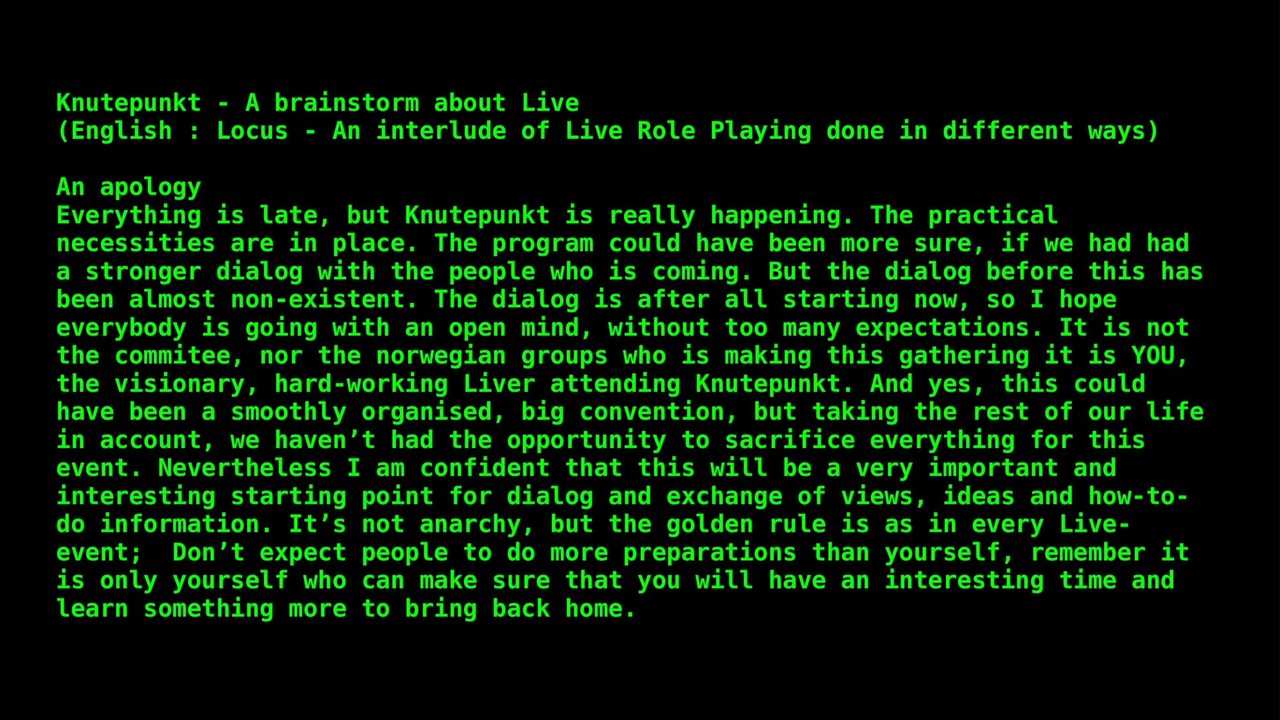 Knutepunkt - A brainstorm about Live
(English : Locus - An interlude of Live Role Playing done in different ways)
An apology
Everything is late, but Knutepunkt is really happening. The practical
necessities are in place. The program could have been more sure, if we had had
a stronger dialog with the people who is coming. But the dialog before this has
been almost non-existent. The dialog is after all starting now, so I hope
everybody is going with an open mind, without too many expectations. It is not
the commitee, nor the norwegian groups who is making this gathering it is YOU,
the visionary, hard-working Liver attending Knutepunkt. And yes, this could
have been a smoothly organised, big convention, but taking the rest of our life
in account, we haven’t had the opportunity to sacrifice everything for this
event. Nevertheless I am confident that this will be a very important and
interesting starting point for dialog and exchange of views, ideas and how-to-
do information. It’s not anarchy, but the golden rule is as in every Live-
event;  Don’t expect people to do more preparations than yourself, remember it
is only yourself who can make sure that you will have an interesting time and
learn something more to bring back home.